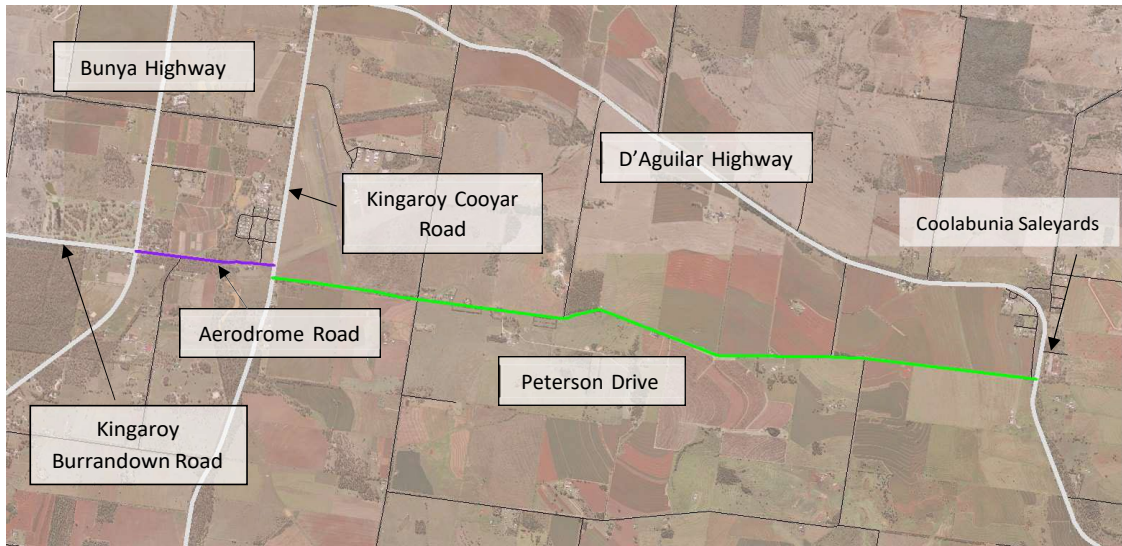 Bunya Highway
D'Aguilar Highway
Kingaroy Cooyar
Road
Coolabunia Saleyards
Aerodrome Road
Peterson Drive
Kingaroy
Burrandown Road